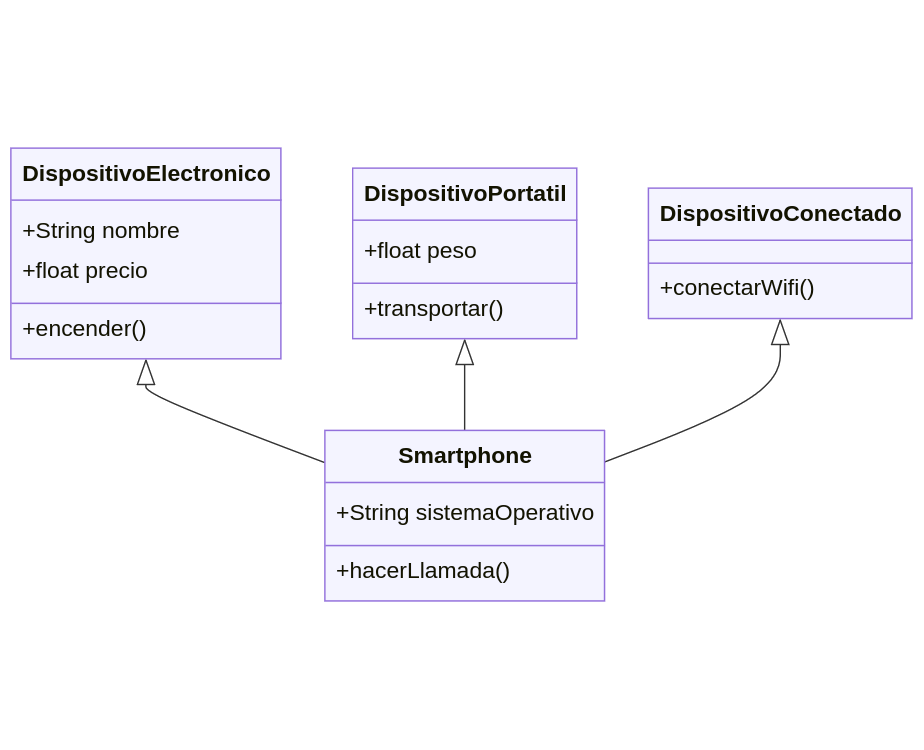 DispositivoElectronico
+String nombre
+float precio
+encender()
DispositivoPortatil
+float peso
+transportar()
DispositivoConectado
+conectarWifi()
Smartphone
+String sistemaOperativo
+hacerLlamada()